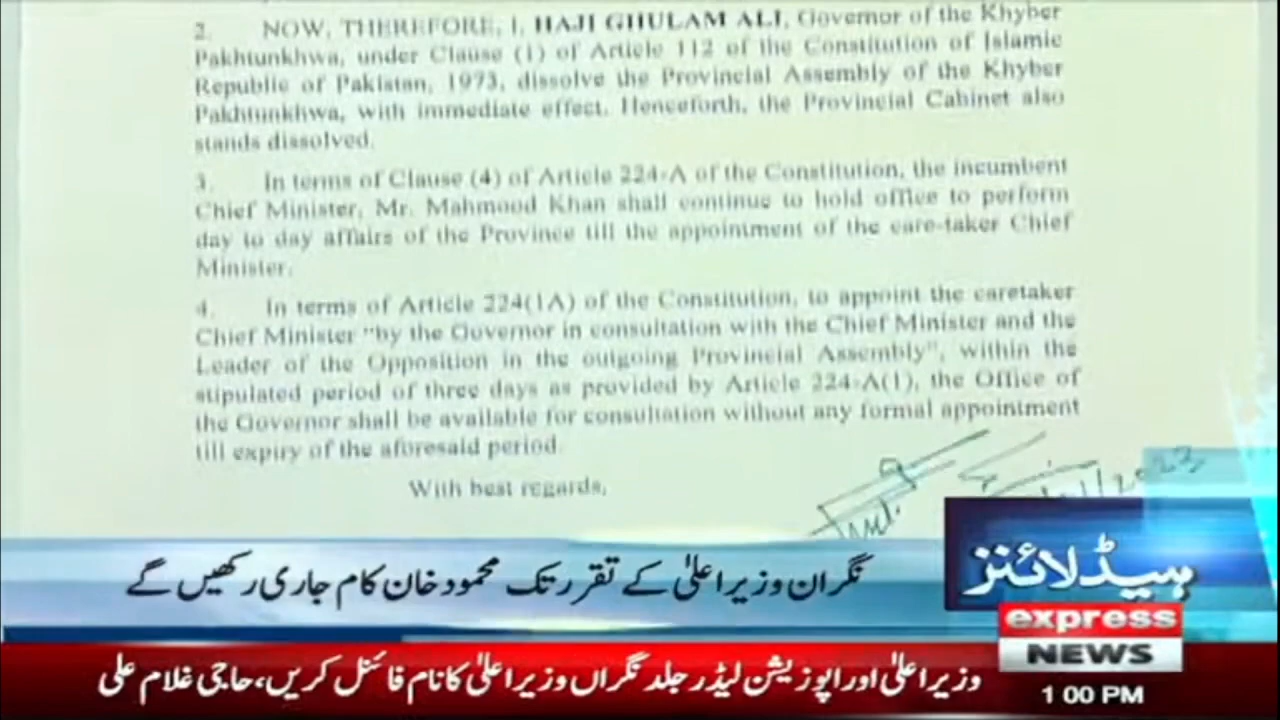 2. NOW, THEREFORE, I, HAJI GHULAM ALI, Governor of the Khyber
Pakhtunkhwa, under Clause (1) of Article 112 of the Constitution of Islamic
Republic of Pakistan, 1973, dissolve the Provincial Assembly of the Khyber
Pakhtunkhwa, with immediate effect. Henceforth, the Provincial Cabinet also
stands dissolved.
3. In terms of Clause (4) of Article 224-A of the Constitution, the incumbent
Chief Minister, Mr. Mahmood Khan shall continue to hold office to perform
day to day affairs of the Province till the appointment of the care-taker Chief
Minister.
4. In terms of Article 224(1A) of the Constitution, to appoint the caretaker
Chief Minister "by the Governor in consultation with the Chief Minister and the
Leader of the Opposition in the outgoing Provincial Assembly", within the
stipulated period of three days as provided by Article 224-A(1), the Office of
the Governor shall be available for consultation without any formal appointment
till expiry of the aforesaid period.
With best regards,
/2023
ہیڈلائنز
نگران وزیراعلیٰ کے تقرر تک محمود خان کام جاری رکھیں گے
express
NEWS
1:00 PM
وزیراعلیٰ اور اپوزیشن لیڈر جلد نگراں وزیراعلیٰ کا نام فائنل کریں، حاجی غلام علی